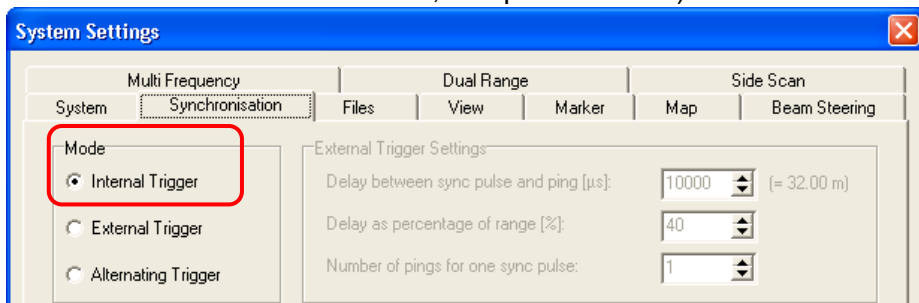 System Settings
Multi Frequency Dual Range Side Scan
System Synchronisation Files View Marker Map Beam Steering
Mode External Trigger Settings
Internal Trigger Delay between sync pulse and ping [µs]: 10000 (= 32.00 m)
External Trigger Delay as percentage of range [%]: 40
Alternating Trigger Number of pings for one sync pulse: 1